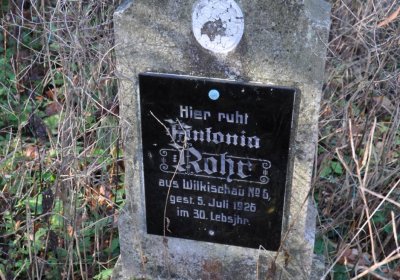 Hier ruht
Antonia
Rohr
aus Wilkischau No 6,
gest. 5. Juli 1926
im 30. Lebsjhr.